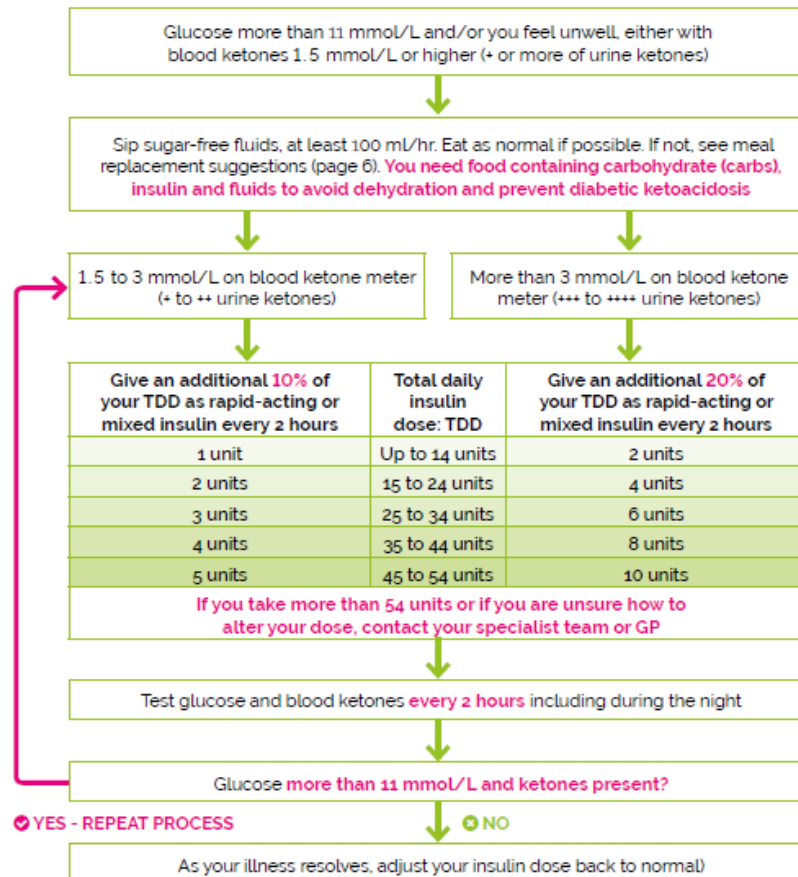 Glucose more than 11 mmol/L and/or you feel unwell, either with
blood ketones 1.5 mmol/L or higher (+ or more of urine ketones)
Sip sugar-free fluids, at least 100 ml/hr. Eat as normal if possible. If not, see meal
replacement suggestions (page 6). You need food containing carbohydrate (carbs),
insulin and fluids to avoid dehydration and prevent diabetic ketoacidosis
1.5 to 3 mmol/L on blood ketone meter
(+ to ++ urine ketones)
More than 3 mmol/L on blood ketone
meter (+++ to ++++ urine ketones)
Give an additional 10% of
your TDD as rapid-acting or
mixed insulin every 2 hours
Total daily
insulin
dose: TDD
Give an additional 20% of
your TDD as rapid-acting or
mixed insulin every 2 hours
1 unit
Up to 14 units
2 units
2 units
15 to 24 units
4 units
3 units
25 to 34 units
6 units
4 units
35 to 44 units
8 units
5 units
45 to 54 units
10 units
If you take more than 54 units or if you are unsure how to
alter your dose, contact your specialist team or GP
Test glucose and blood ketones every 2 hours including during the night
Glucose more than 11 mmol/L and ketones present?
YES - REPEAT PROCESS
NO
As your illness resolves, adjust your insulin dose back to normal)